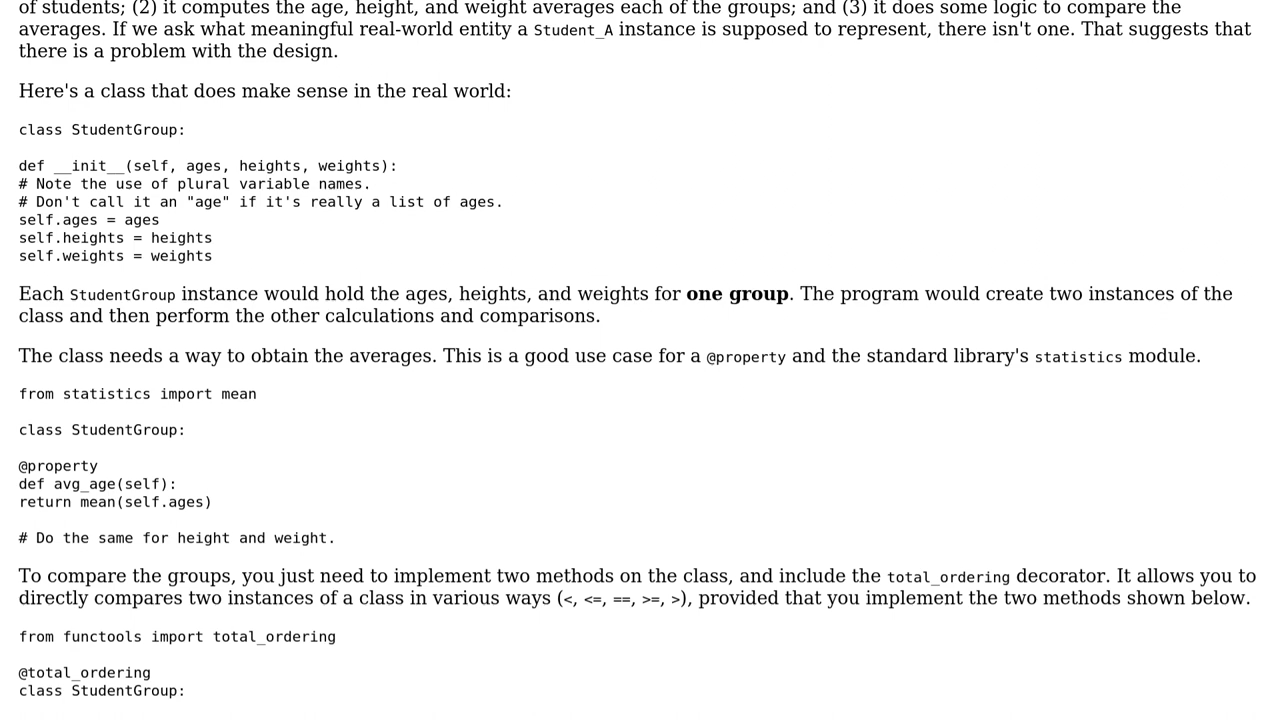 of students; (2) it computes the age, height, and weight averages each of the groups; and (3) it does some logic to compare the
averages. If we ask what meaningful real-world entity a Student_A instance is supposed to represent, there isn't one. That suggests that
there is a problem with the design.
Here's a class that does make sense in the real world:
class StudentGroup:
def __init__(self, ages, heights, weights):
# Note the use of plural variable names.
# Don't call it an "age" if it's really a list of ages.
self.ages = ages
self.heights = heights
self.weights = weights
Each StudentGroup instance would hold the ages, heights, and weights for one group. The program would create two instances of the
class and then perform the other calculations and comparisons.
The class needs a way to obtain the averages. This is a good use case for a @property and the standard library's statistics module.
from statistics import mean
class StudentGroup:
@property
def avg_age(self):
return mean(self.ages)
# Do the same for height and weight.
To compare the groups, you just need to implement two methods on the class, and include the total_ordering decorator. It allows you to
directly compares two instances of a class in various ways (<, <=, ==, >=, >), provided that you implement the two methods shown below.
from functools import total_ordering
@total_ordering
class StudentGroup: